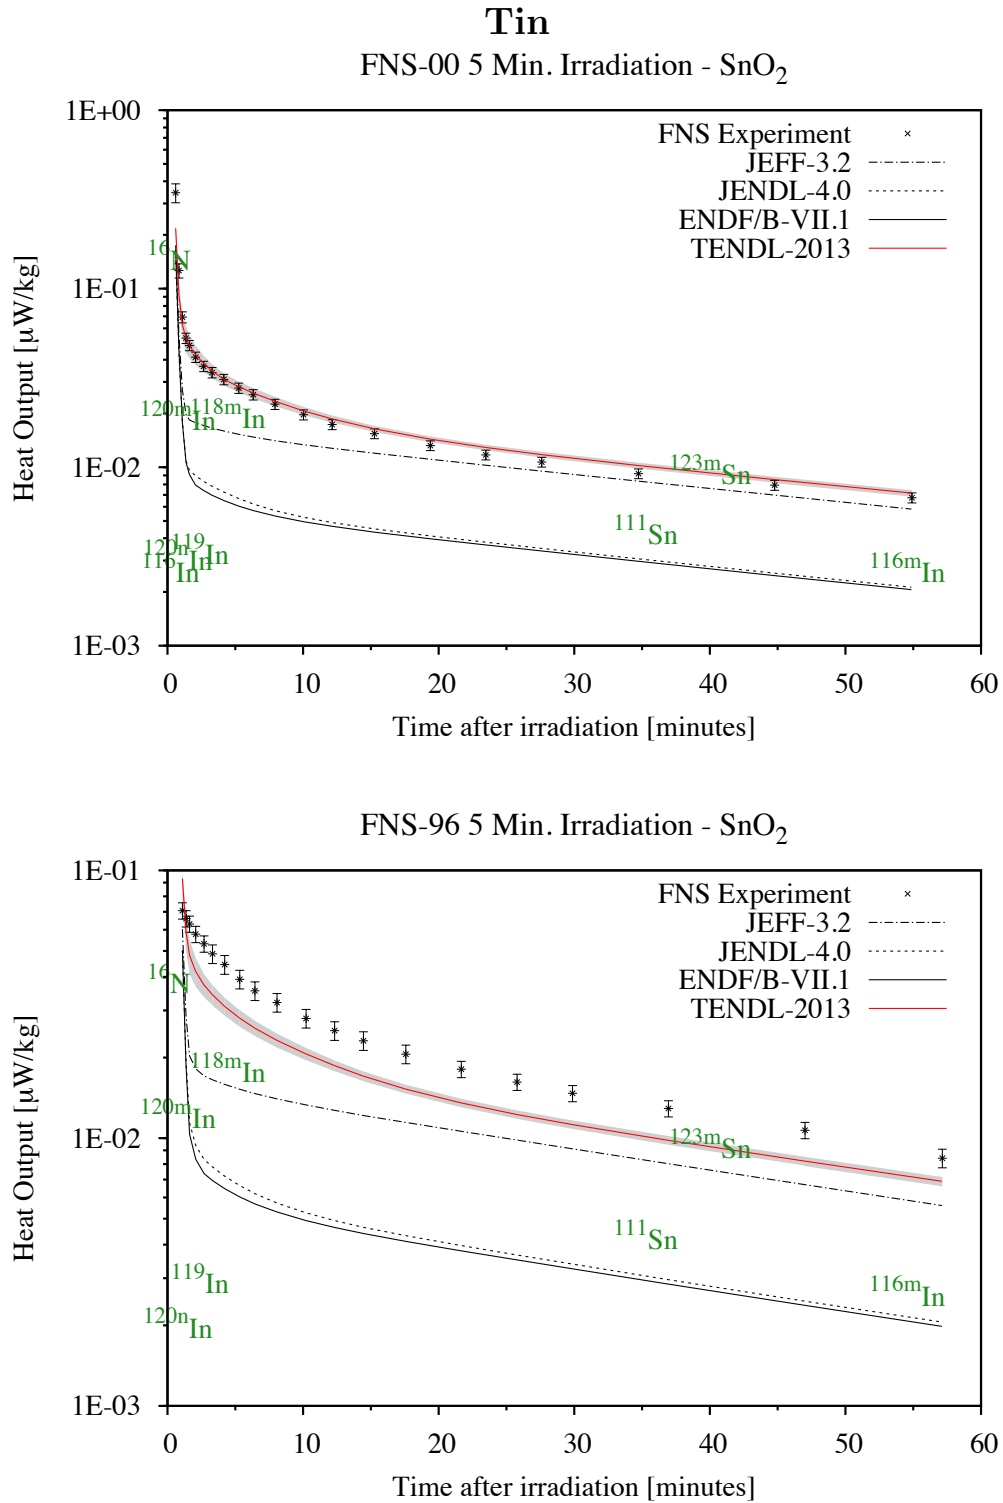 Tin
FNS-00 5 Min. Irradiation - SnO₂
1E+00
1E-01
1E-02
1E-03
Heat Output [µW/kg]
FNS Experiment
JEFF-3.2
JENDL-4.0
ENDF/B-VII.1
TENDL-2013
¹⁶N
¹²⁰ᵐIn
¹¹⁸ᵐIn
¹²³ᵐSn
¹¹¹Sn
¹²⁰ⁿIn
¹¹⁹In
¹¹⁶In
¹¹⁶ᵐIn
0 10 20 30 40 50 60
Time after irradiation [minutes]
FNS-96 5 Min. Irradiation - SnO₂
1E-01
1E-02
1E-03
Heat Output [µW/kg]
FNS Experiment
JEFF-3.2
JENDL-4.0
ENDF/B-VII.1
TENDL-2013
¹⁶N
¹¹⁸ᵐIn
¹²⁰ᵐIn
¹²³ᵐSn
¹¹¹Sn
¹¹⁹In
¹¹⁶ᵐIn
¹²⁰ⁿIn
0 10 20 30 40 50 60
Time after irradiation [minutes]